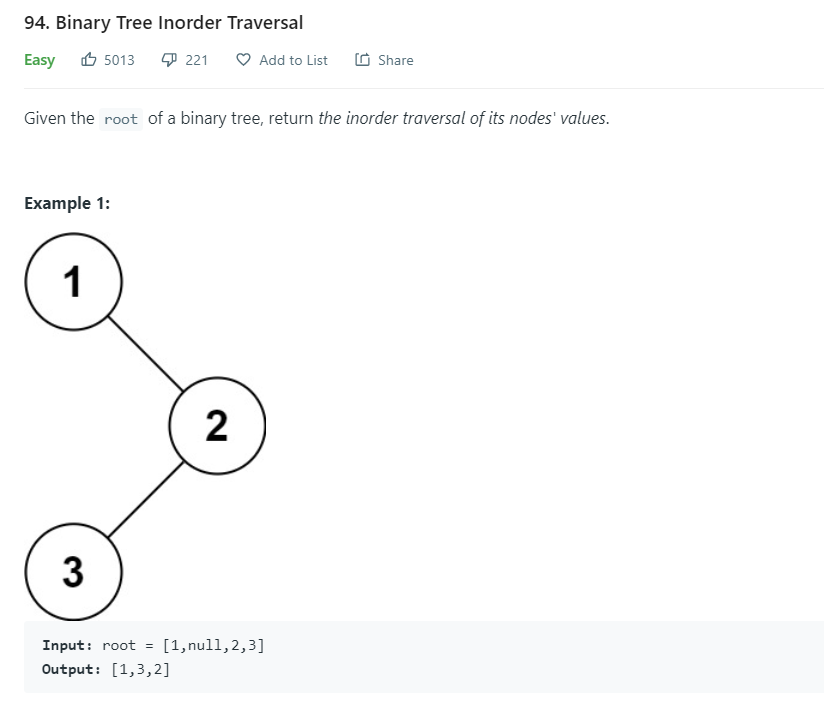 94. Binary Tree Inorder Traversal
Easy 5013 221 Add to List Share
Given the root of a binary tree, return the inorder traversal of its nodes' values.
Example 1:
1
2
3
Input: root = [1,null,2,3]
Output: [1,3,2]